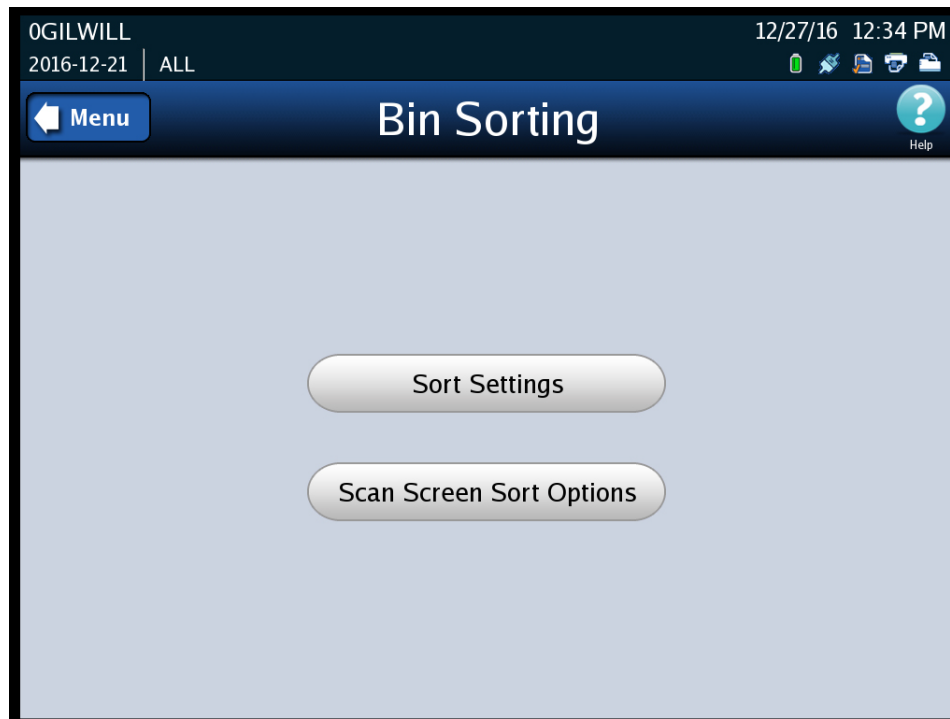 0GILWILL
12/27/16 12:34 PM
2016-12-21 ALL
Menu
Bin Sorting
Help
Sort Settings
Scan Screen Sort Options